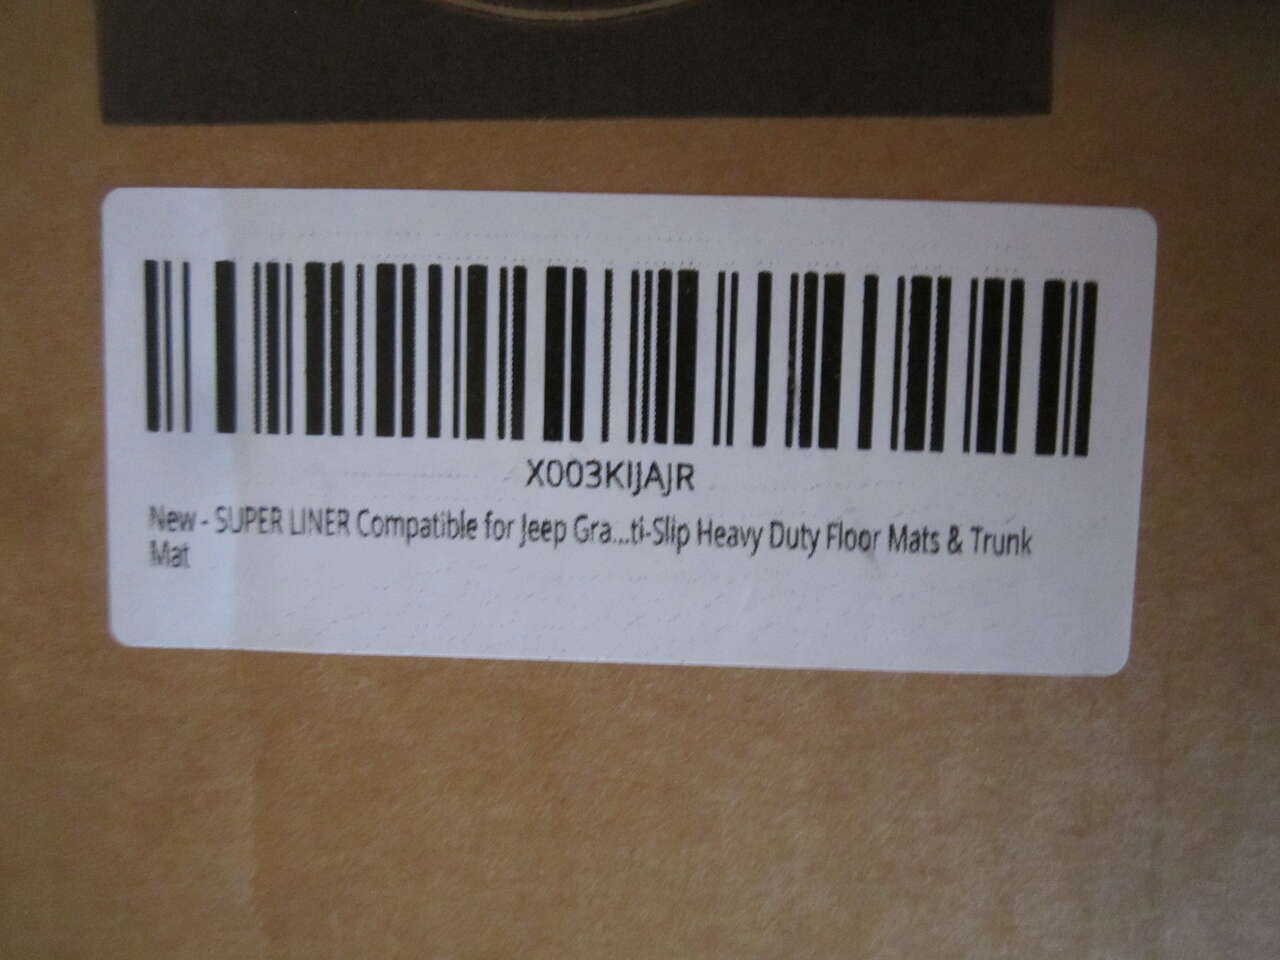 X003KIJAJR
New - SUPER LINER Compatible for Jeep Gra...ti-Slip Heavy Duty Floor Mats & Trunk
Mat